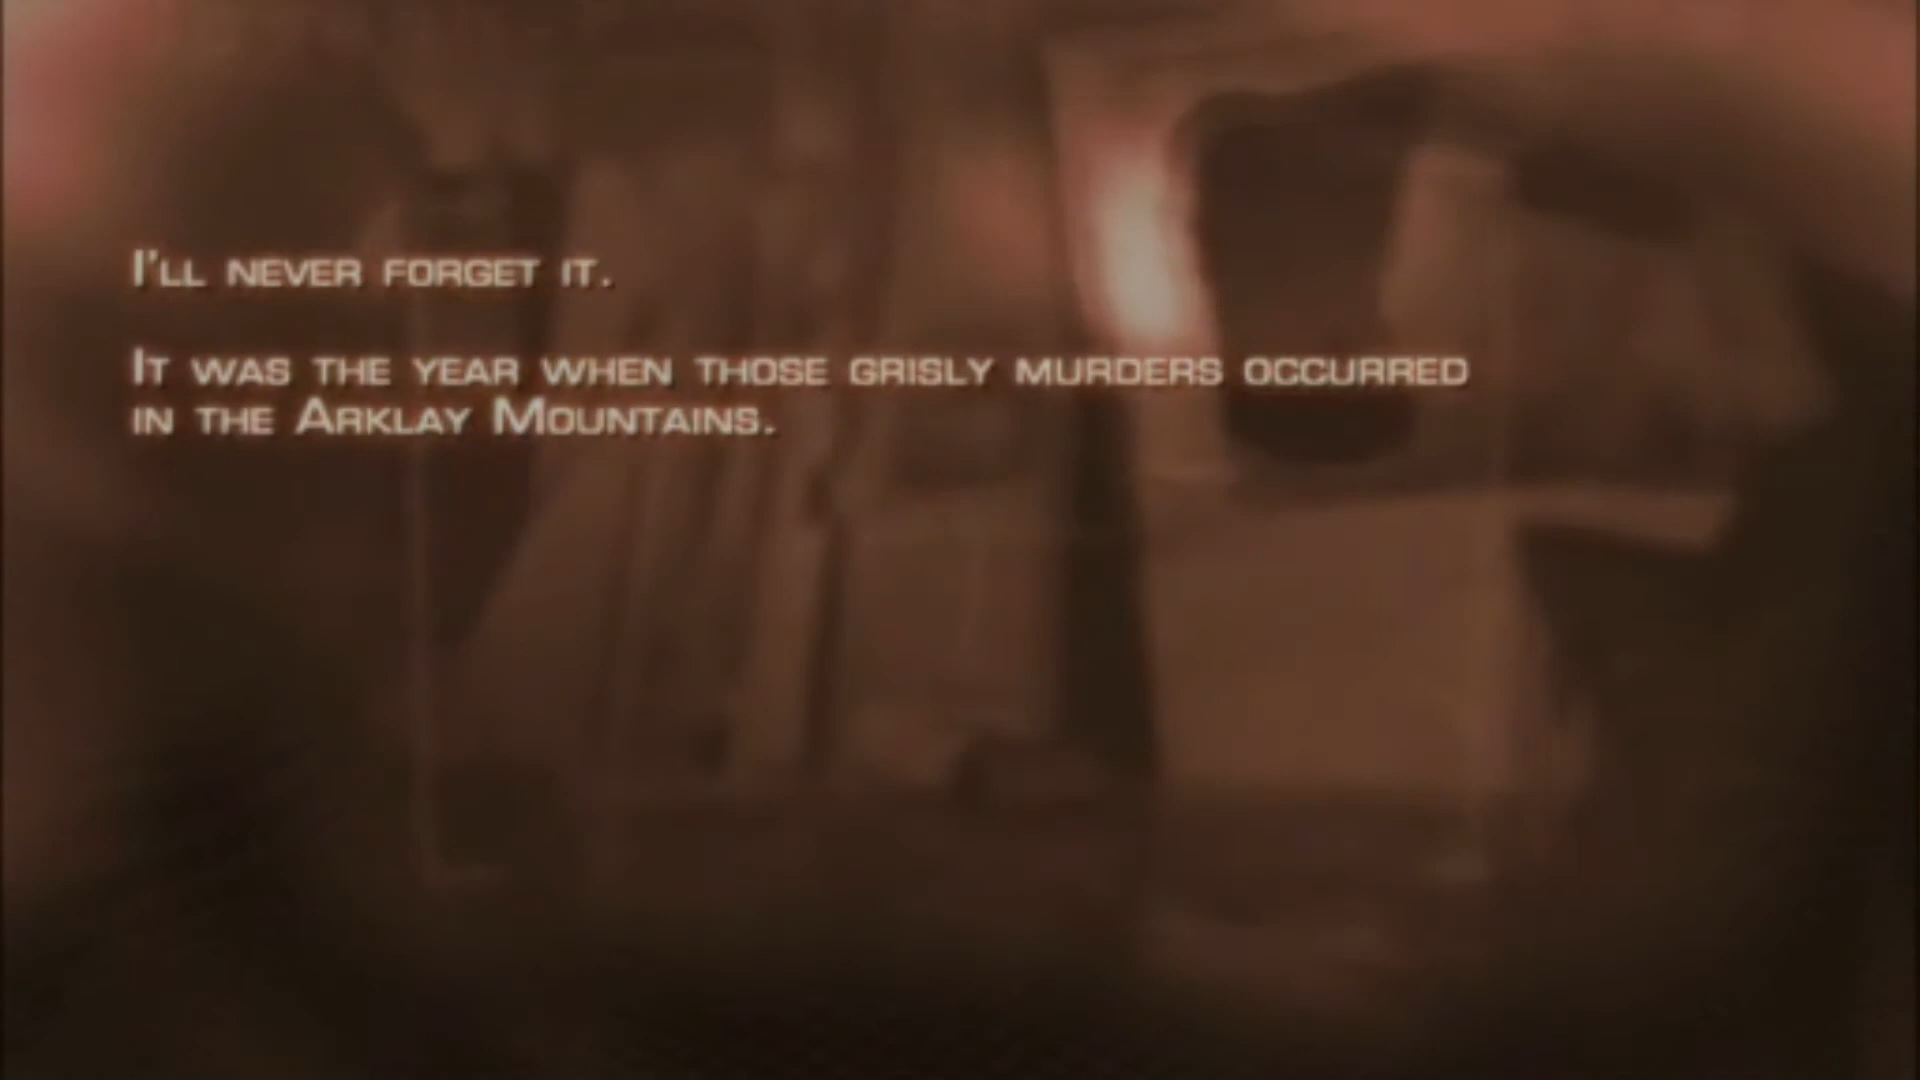 I'll never forget it.
It was the year when those grisly murders occurred
in the Arklay Mountains.